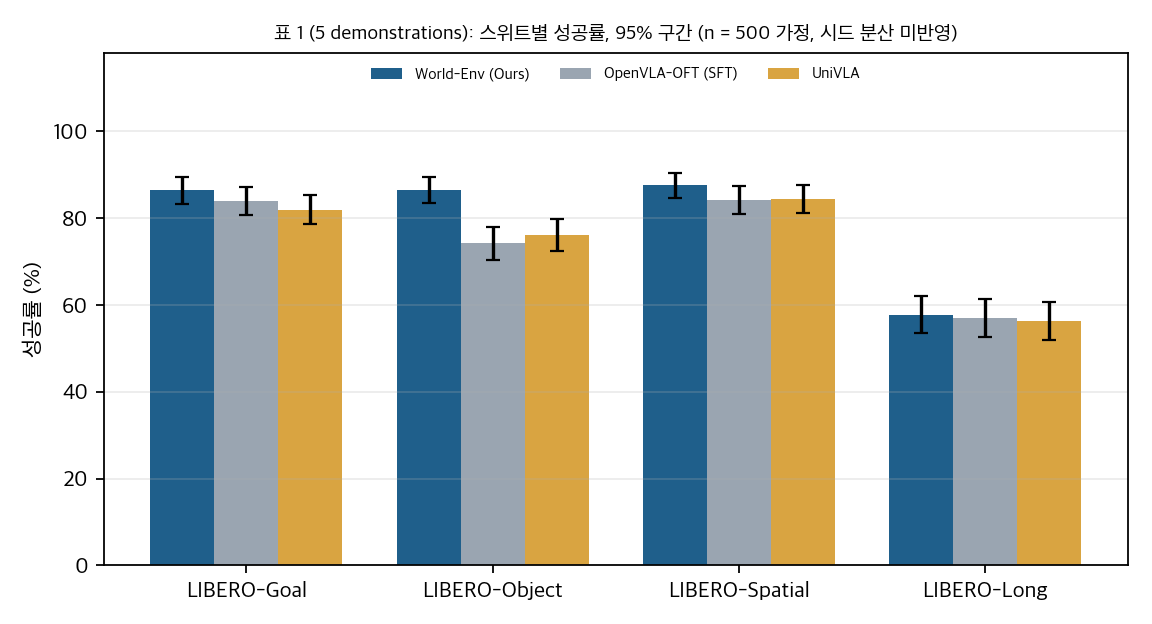 표 1 (5 demonstrations): 스위트별 성공률, 95% 구간 (n = 500 가정, 시드 분산 미반영)
World-Env (Ours)
OpenVLA-OFT (SFT)
UniVLA
성공률 (%)
100
80
60
40
20
0
LIBERO-Goal
LIBERO-Object
LIBERO-Spatial
LIBERO-Long